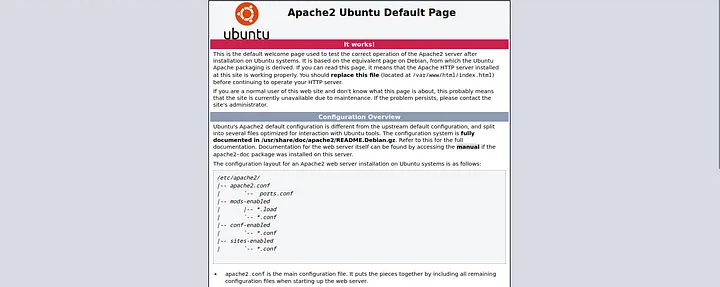 Apache2 Ubuntu Default Page
ubuntu
It works!
This is the default welcome page used to test the correct operation of the Apache2 server after
installation on Ubuntu systems. It is based on the equivalent page on Debian, from which the Ubuntu
Apache packaging is derived. If you can read this page, it means that the Apache HTTP server installed
at this site is working properly. You should replace this file (located at /var/www/html/index.html)
before continuing to operate your HTTP server.
If you are a normal user of this web site and don't know what this page is about, this probably means
that the site is currently unavailable due to maintenance. If the problem persists, please contact the
site's administrator.
Configuration Overview
Ubuntu's Apache2 default configuration is different from the upstream default configuration, and split
into several files optimized for interaction with Ubuntu tools. The configuration system is fully
documented in /usr/share/doc/apache2/README.Debian.gz. Refer to this for the full
documentation. Documentation for the web server itself can be found by accessing the manual if the
apache2-doc package was installed on this server.
The configuration layout for an Apache2 web server installation on Ubuntu systems is as follows:
/etc/apache2/
|-- apache2.conf
|       `--  ports.conf
|-- mods-enabled
|       |-- *.load
|       `-- *.conf
|-- conf-enabled
|       `-- *.conf
|-- sites-enabled
|       `-- *.conf
• apache2.conf is the main configuration file. It puts the pieces together by including all remaining
configuration files when starting up the web server.